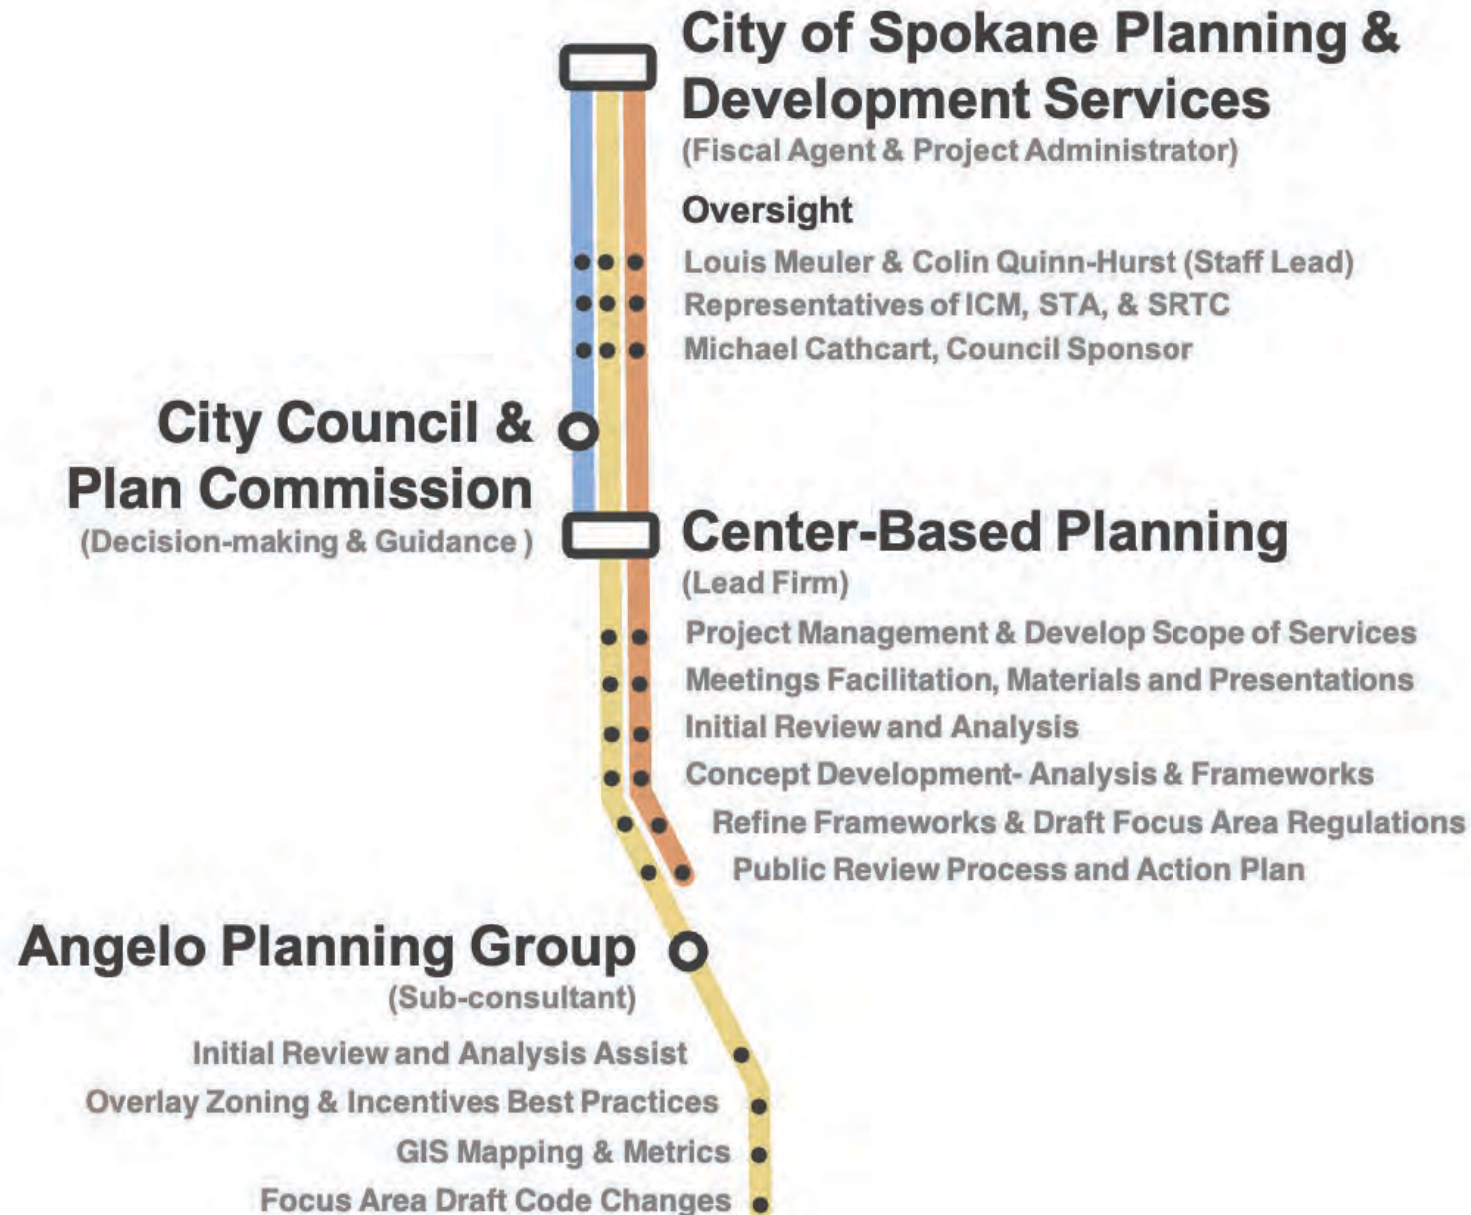 City of Spokane Planning &
Development Services
(Fiscal Agent & Project Administrator)
Oversight
Louis Meuler & Colin Quinn-Hurst (Staff Lead)
Representatives of ICM, STA, & SRTC
Michael Cathcart, Council Sponsor
City Council &
Plan Commission
(Decision-making & Guidance )
Center-Based Planning
(Lead Firm)
Project Management & Develop Scope of Services
Meetings Facilitation, Materials and Presentations
Initial Review and Analysis
Concept Development- Analysis & Frameworks
Refine Frameworks & Draft Focus Area Regulations
Public Review Process and Action Plan
Angelo Planning Group
(Sub-consultant)
Initial Review and Analysis Assist
Overlay Zoning & Incentives Best Practices
GIS Mapping & Metrics
Focus Area Draft Code Changes